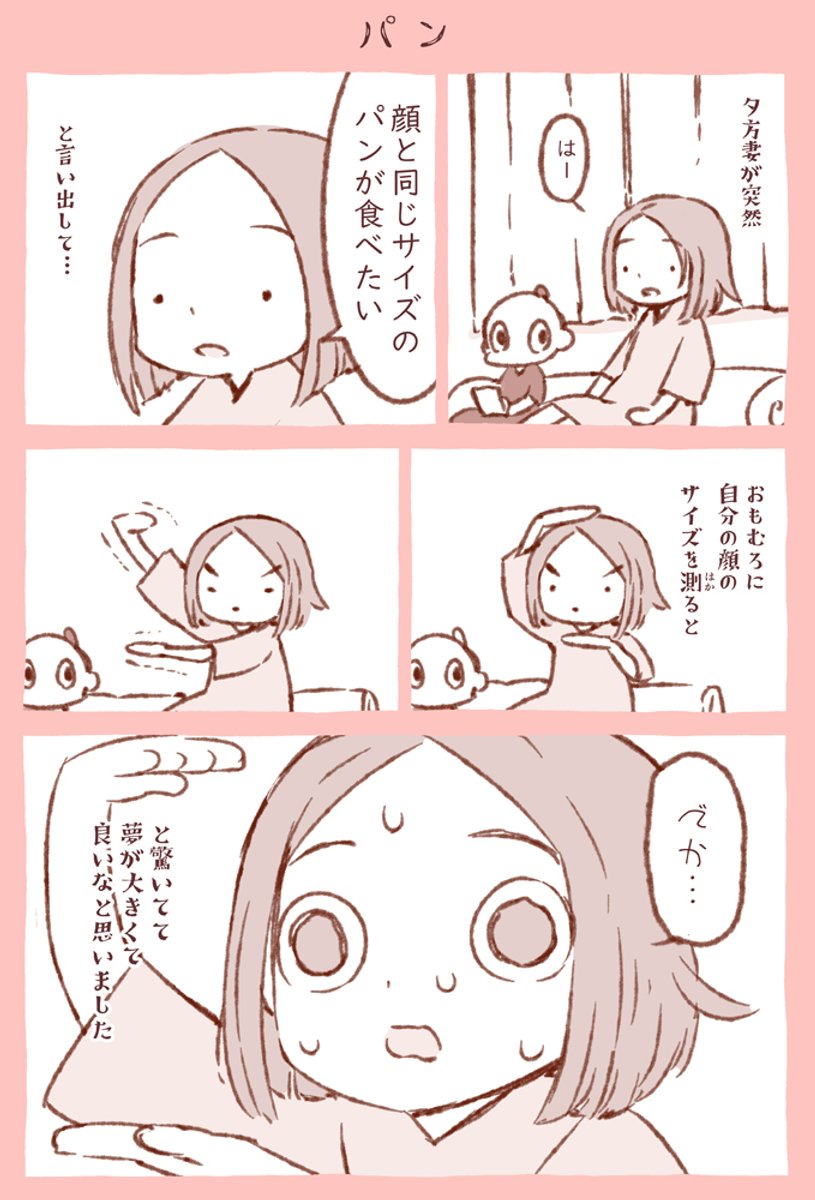 パン
夕方妻が突然
はー
顔と同じサイズの
パンが食べたい
と言い出して…
おもむろに
自分の顔の
サイズを測ると
はか
でか…
と驚いてて
夢が大きくて
良いなと思いました